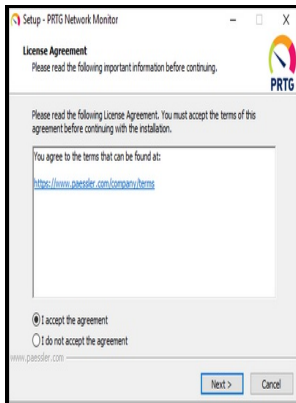 Setup - PRTG Network Monitor
License Agreement
Please read the following important information before continuing.
PRTG
Please read the following License Agreement. You must accept the terms of this
agreement before continuing with the installation.
You agree to the terms that can be found at:
https://www.paessler.com/company/terms
I accept the agreement
I do not accept the agreement
www.paessler.com
Next >
Cancel